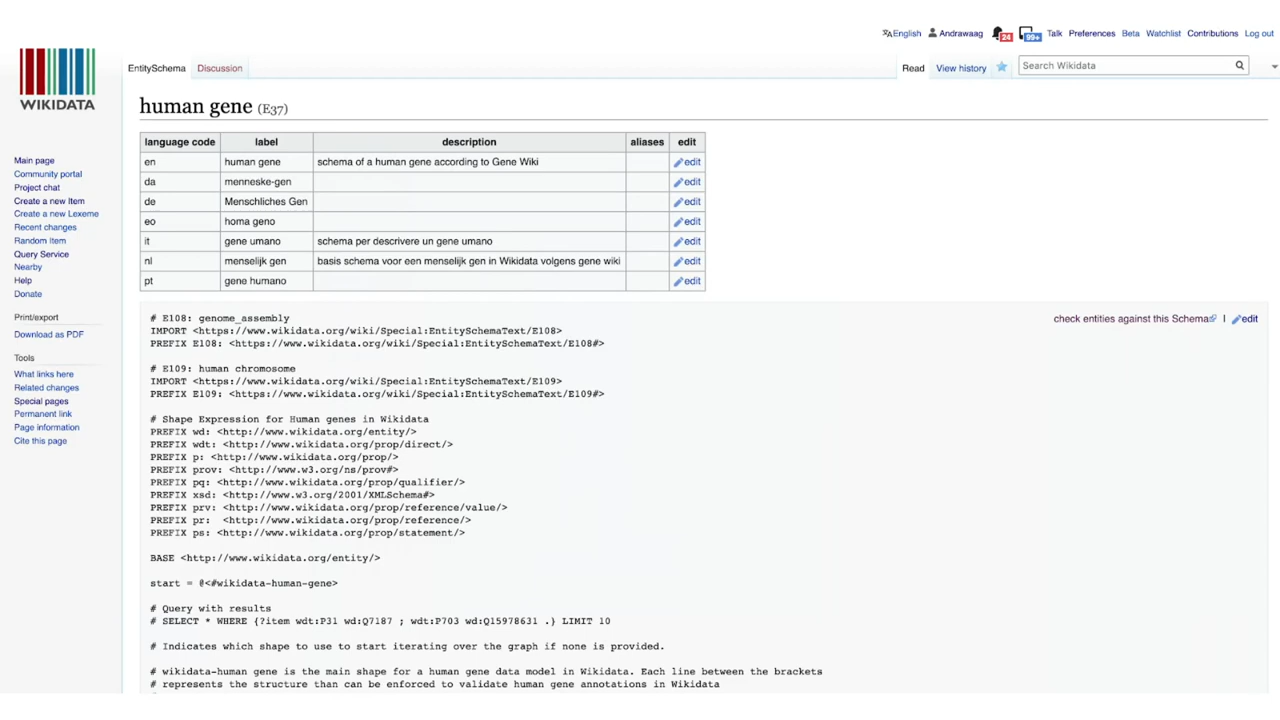 English Andrawaag 24 99+ Talk Preferences Beta Watchlist Contributions Log out
WIKIDATA
EntitySchema Discussion Read View history Search Wikidata
human gene (E37)
language code label description aliases edit
en human gene schema of a human gene according to Gene Wiki edit
da menneske-gen edit
de Menschliches Gen edit
eo homa geno edit
it gene umano schema per descrivere un gene umano edit
nl menselijk gen basis schema voor een menselijk gen in Wikidata volgens gene wiki edit
pt gene humano edit
Main page
Community portal
Project chat
Create a new Item
Create a new Lexeme
Recent changes
Random Item
Query Service
Nearby
Help
Donate
Print/export
Download as PDF
Tools
What links here
Related changes
Special pages
Permanent link
Page information
Cite this page
check entities against this Schema | edit
# E108: genome_assembly
IMPORT <https://www.wikidata.org/wiki/Special:EntitySchemaText/E108>
PREFIX E108: <https://www.wikidata.org/wiki/Special:EntitySchemaText/E108#>
# E109: human chromosome
IMPORT <https://www.wikidata.org/wiki/Special:EntitySchemaText/E109>
PREFIX E109: <https://www.wikidata.org/wiki/Special:EntitySchemaText/E109#>
# Shape Expression for Human genes in Wikidata
PREFIX wd: <http://www.wikidata.org/entity/>
PREFIX wdt: <http://www.wikidata.org/prop/direct/>
PREFIX p: <http://www.wikidata.org/prop/>
PREFIX prov: <http://www.w3.org/ns/prov#>
PREFIX pq: <http://www.wikidata.org/prop/qualifier/>
PREFIX xsd: <http://www.w3.org/2001/XMLSchema#>
PREFIX prv: <http://www.wikidata.org/prop/reference/value/>
PREFIX pr: <http://www.wikidata.org/prop/reference/>
PREFIX ps: <http://www.wikidata.org/prop/statement/>
BASE <http://www.wikidata.org/entity/>
start = @<#wikidata-human-gene>
# Query with results
# SELECT * WHERE {?item wdt:P31 wd:Q7187 ; wdt:P703 wd:Q15978631 .} LIMIT 10
# Indicates which shape to use to start iterating over the graph if none is provided.
# wikidata-human gene is the main shape for a human gene data model in Wikidata. Each line between the brackets
# represents the structure than can be enforced to validate human gene annotations in Wikidata